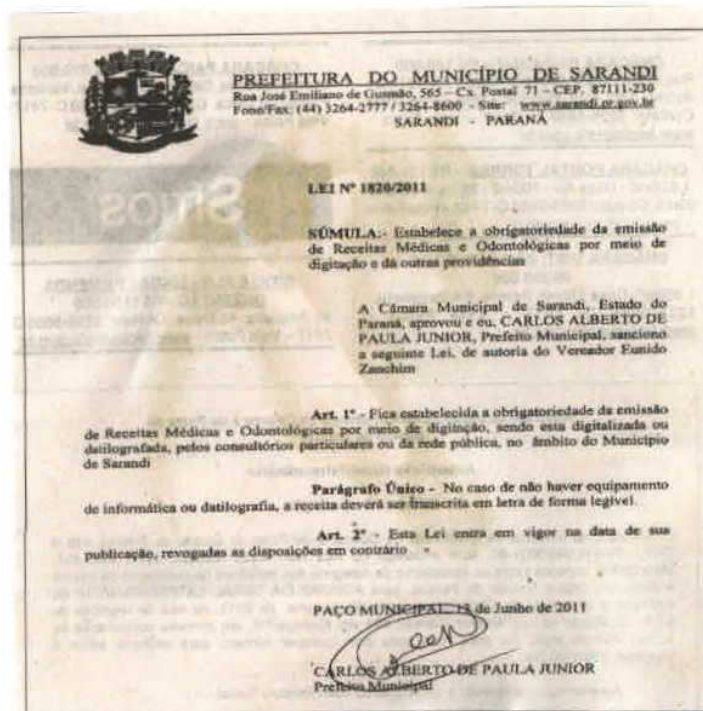 PREFEITURA DO MUNICÍPIO DE SARANDI
Rua José Emiliano de Gusmão, 565 – Cx. Postal 71 – CEP. 87111-230
Fone/Fax: (44) 3264-2777 / 3264-8600 - Site: www.sarandi.pr.gov.br
SARANDI - PARANÁ
LEI Nº 1820/2011
SÚMULA:- Estabelece a obrigatoriedade da emissão
de Receitas Médicas e Odontológicas por meio de
digitação e dá outras providências
A Câmara Municipal de Sarandi, Estado do
Paraná, aprovou e eu, CARLOS ALBERTO DE
PAULA JUNIOR, Prefeito Municipal, sanciono
a seguinte Lei, de autoria do Vereador Eunido
Zanchim
Art. 1º - Fica estabelecida a obrigatoriedade da emissão
de Receitas Médicas e Odontológicas por meio de digitação, sendo esta digitalizada ou
datilografada, pelos consultórios particulares ou da rede pública, no âmbito do Município
de Sarandi
Parágrafo Único - No caso de não haver equipamento
de informática ou datilografia, a receita deverá ser transcrita em letra de forma legível.
Art. 2º - Esta Lei entra em vigor na data de sua
publicação, revogadas as disposições em contrário
PAÇO MUNICIPAL, 13 de Junho de 2011
CARLOS ALBERTO DE PAULA JUNIOR
Prefeito Municipal